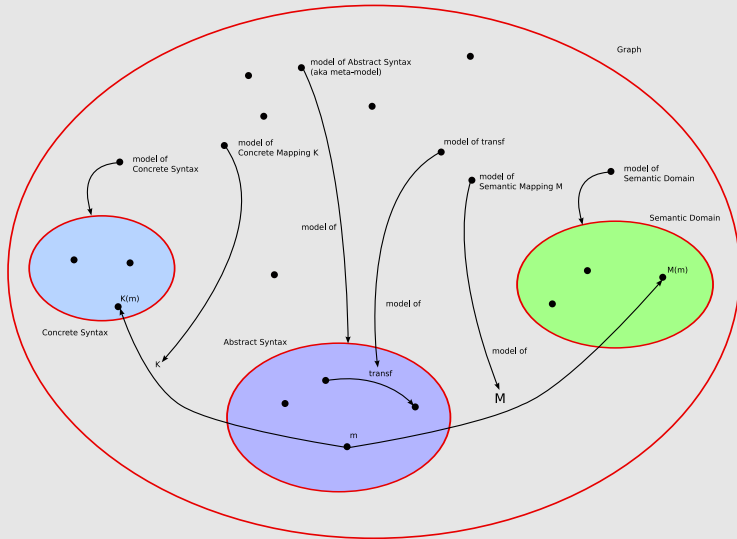 Graph
model of Abstract Syntax
(aka meta-model)
model of
Concrete Mapping K
model of transf
model of
Concrete Syntax
model of
Semantic Mapping M
model of
Semantic Domain
Semantic Domain
model of
M(m)
K(m)
model of
Concrete Syntax
Abstract Syntax
model of
K
transf
M
m